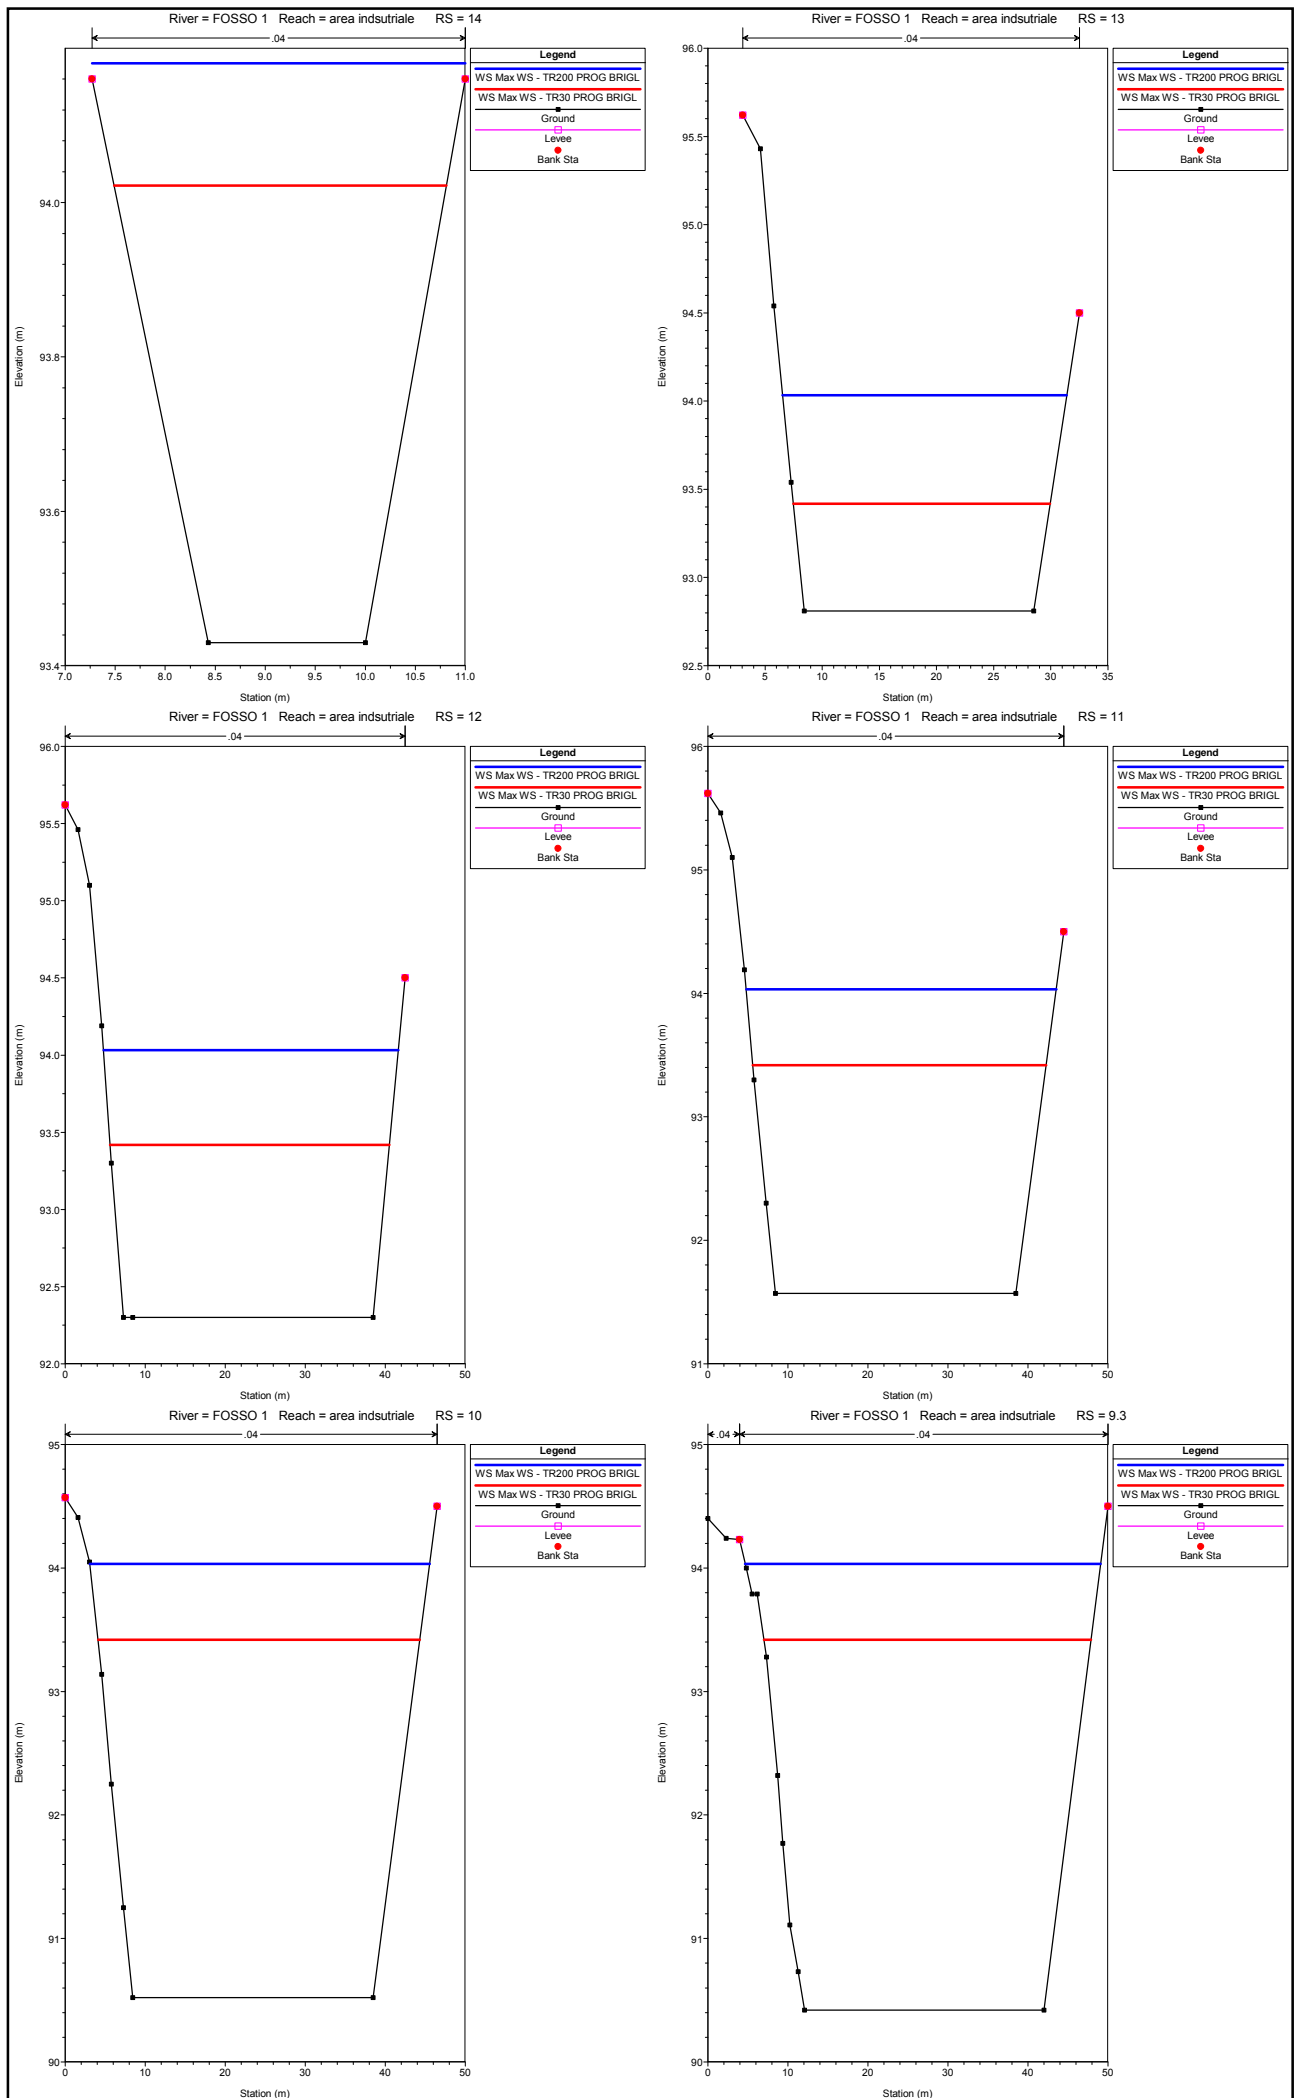 River = FOSSO 1 Reach = area indsutriale RS = 14
.04
Legend
WS Max WS - TR200 PROG BRIGL
WS Max WS - TR30 PROG BRIGL
Ground
Levee
Bank Sta
94.0
93.8
93.6
93.4
Elevation (m)
7.0 7.5 8.0 8.5 9.0 9.5 10.0 10.5 11.0
Station (m)
River = FOSSO 1 Reach = area indsutriale RS = 13
.04
Legend
WS Max WS - TR200 PROG BRIGL
WS Max WS - TR30 PROG BRIGL
Ground
Levee
Bank Sta
96.0
95.5
95.0
94.5
94.0
93.5
93.0
92.5
Elevation (m)
0 5 10 15 20 25 30 35
Station (m)
River = FOSSO 1 Reach = area indsutriale RS = 12
.04
Legend
WS Max WS - TR200 PROG BRIGL
WS Max WS - TR30 PROG BRIGL
Ground
Levee
Bank Sta
96.0
95.5
95.0
94.5
94.0
93.5
93.0
92.5
92.0
Elevation (m)
0 10 20 30 40 50
Station (m)
River = FOSSO 1 Reach = area indsutriale RS = 11
.04
Legend
WS Max WS - TR200 PROG BRIGL
WS Max WS - TR30 PROG BRIGL
Ground
Levee
Bank Sta
96
95
94
93
92
91
Elevation (m)
0 10 20 30 40 50
Station (m)
River = FOSSO 1 Reach = area indsutriale RS = 10
.04
Legend
WS Max WS - TR200 PROG BRIGL
WS Max WS - TR30 PROG BRIGL
Ground
Levee
Bank Sta
95
94
93
92
91
90
Elevation (m)
0 10 20 30 40 50
Station (m)
River = FOSSO 1 Reach = area indsutriale RS = 9.3
.04 .04
Legend
WS Max WS - TR200 PROG BRIGL
WS Max WS - TR30 PROG BRIGL
Ground
Levee
Bank Sta
95
94
93
92
91
90
Elevation (m)
0 10 20 30 40 50
Station (m)